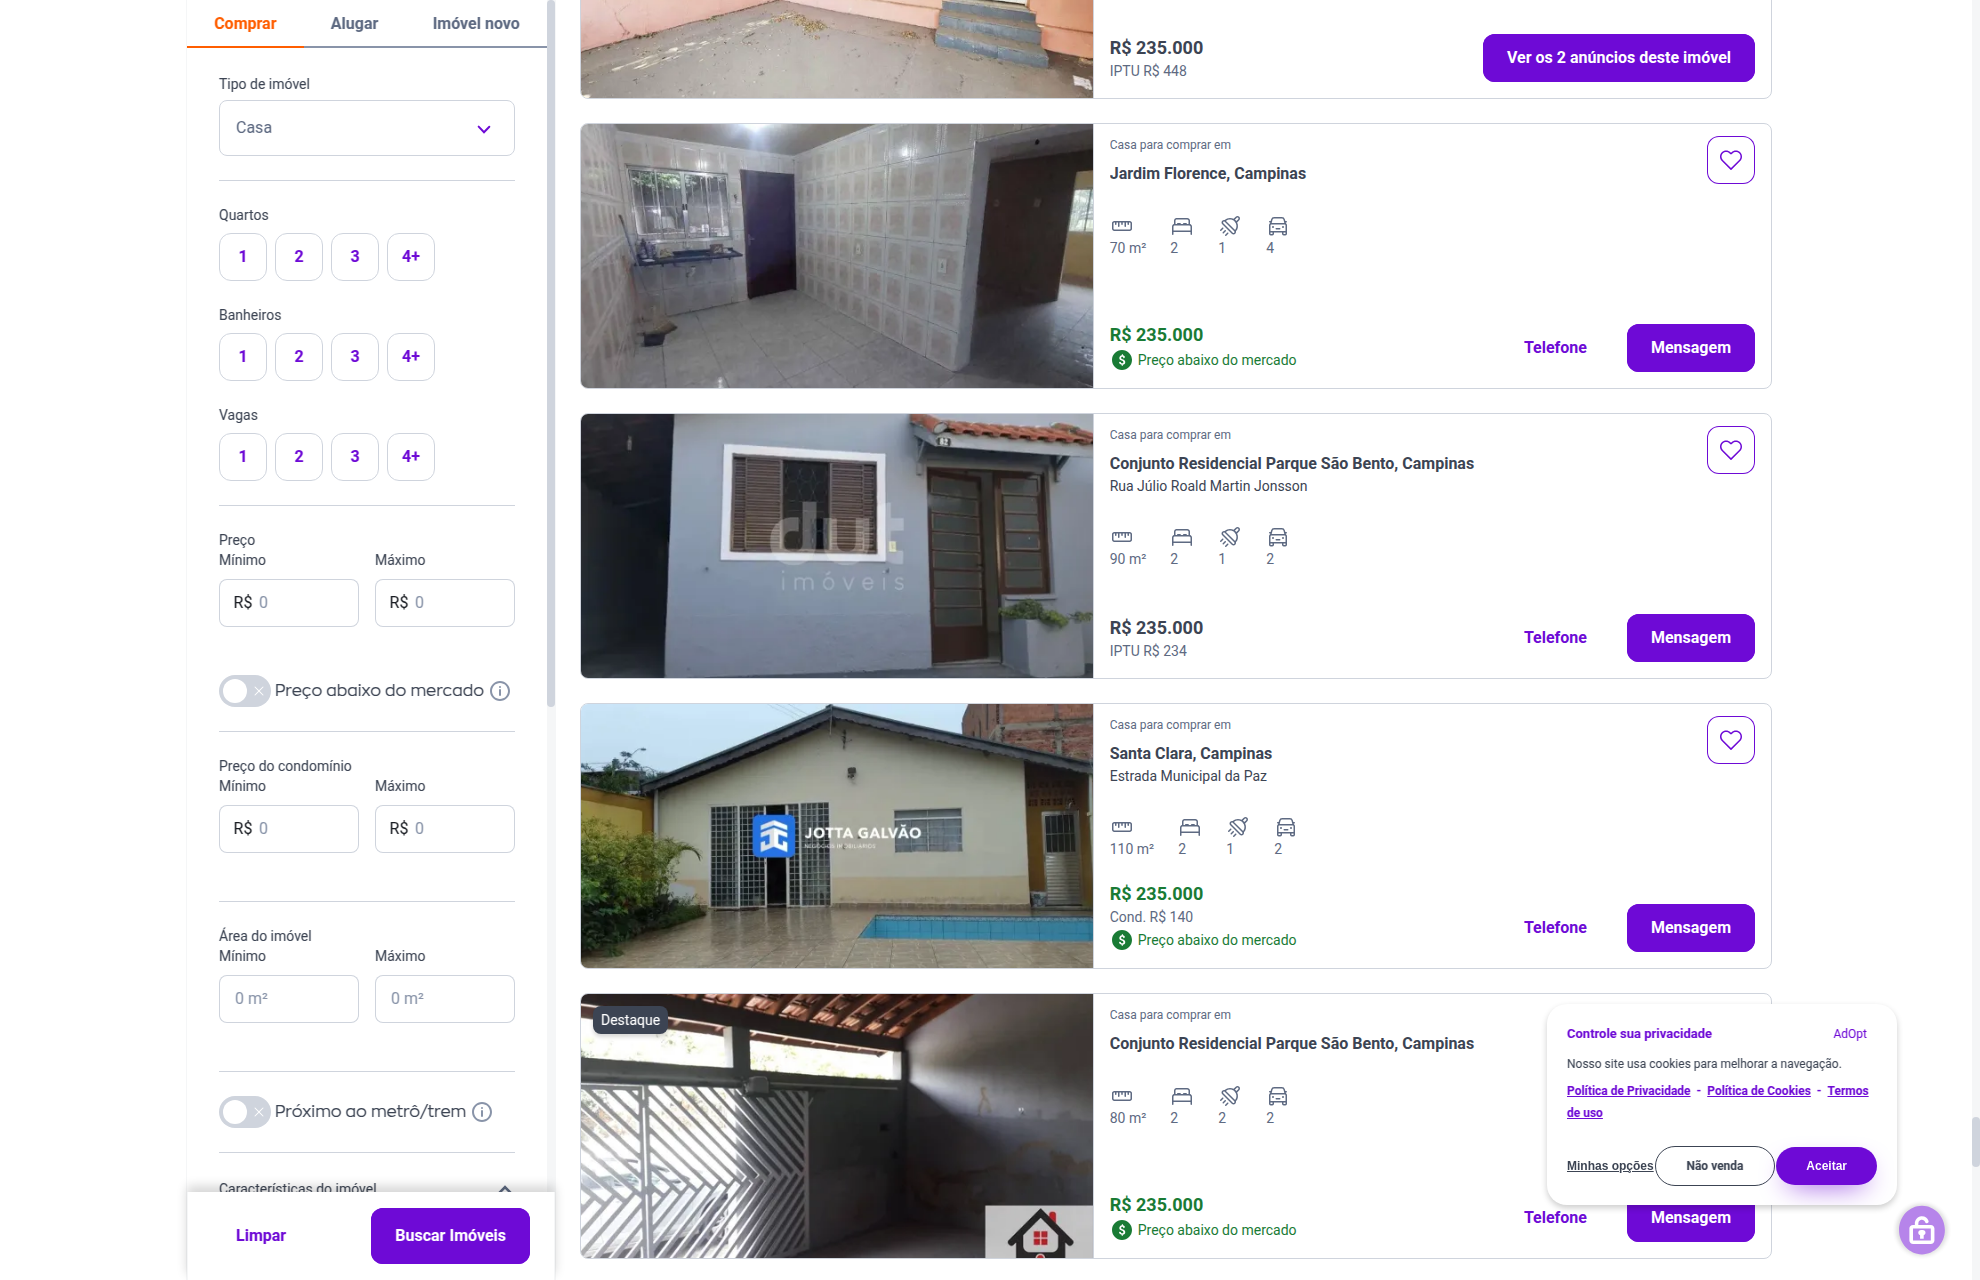 Comprar Alugar Imóvel novo
Tipo de imóvel
Casa
Quartos
1 2 3 4+
Banheiros
1 2 3 4+
Vagas
1 2 3 4+
Preço
Mínimo Máximo
R$ 0 R$ 0
Preço abaixo do mercado
Preço do condomínio
Mínimo Máximo
R$ 0 R$ 0
Área do imóvel
Mínimo Máximo
0 m² 0 m²
Próximo ao metrô/trem
Características do imóvel
Limpar Buscar Imóveis
R$ 235.000
IPTU R$ 448
Ver os 2 anúncios deste imóvel
Casa para comprar em
Jardim Florence, Campinas
70 m² 2 1 4
R$ 235.000
Preço abaixo do mercado
Telefone Mensagem
dut
imóveis
Casa para comprar em
Conjunto Residencial Parque São Bento, Campinas
Rua Júlio Roald Martin Jonsson
90 m² 2 1 2
R$ 235.000
IPTU R$ 234
Telefone Mensagem
JOTTA GALVÃO
NEGÓCIOS IMOBILIÁRIOS
Casa para comprar em
Santa Clara, Campinas
Estrada Municipal da Paz
110 m² 2 1 2
R$ 235.000
Cond. R$ 140
Preço abaixo do mercado
Telefone Mensagem
Destaque
Casa para comprar em
Conjunto Residencial Parque São Bento, Campinas
80 m² 2 2 2
R$ 235.000
Preço abaixo do mercado
Telefone Mensagem
Controle sua privacidade AdOpt
Nosso site usa cookies para melhorar a navegação.
Política de Privacidade - Política de Cookies - Termos
de uso
Minhas opções Não venda Aceitar